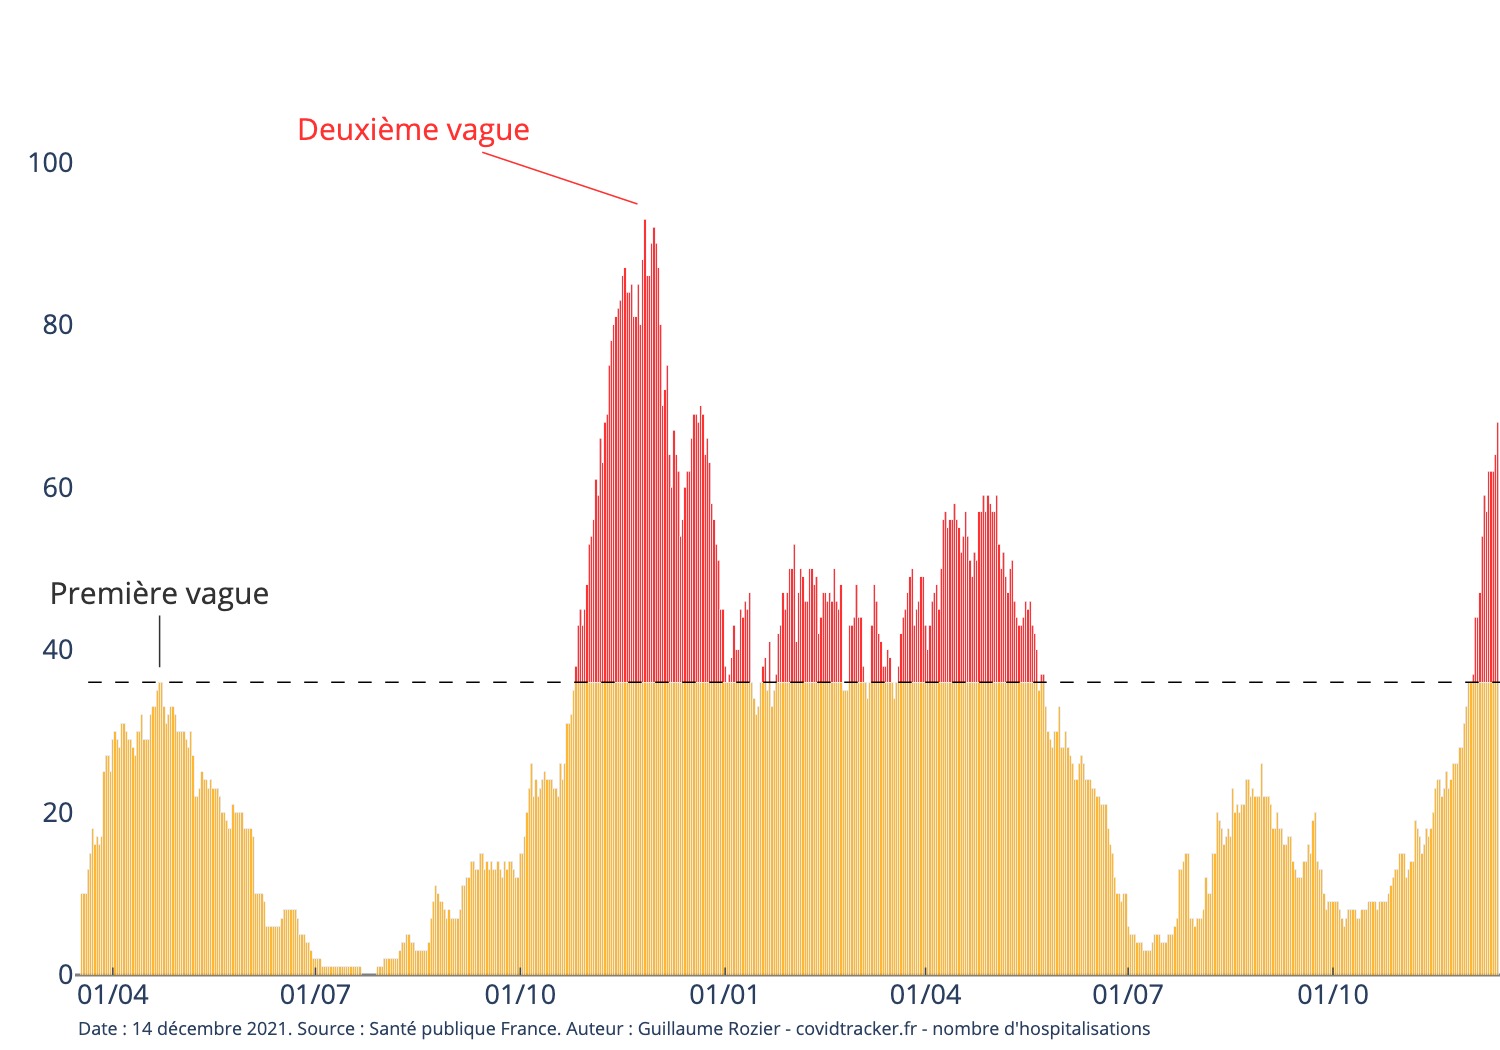 Deuxième vague
100
80
60
Première vague
40
20
0
01/04 01/07 01/10 01/01 01/04 01/07 01/10
Date : 14 décembre 2021. Source : Santé publique France. Auteur : Guillaume Rozier - covidtracker.fr - nombre d'hospitalisations